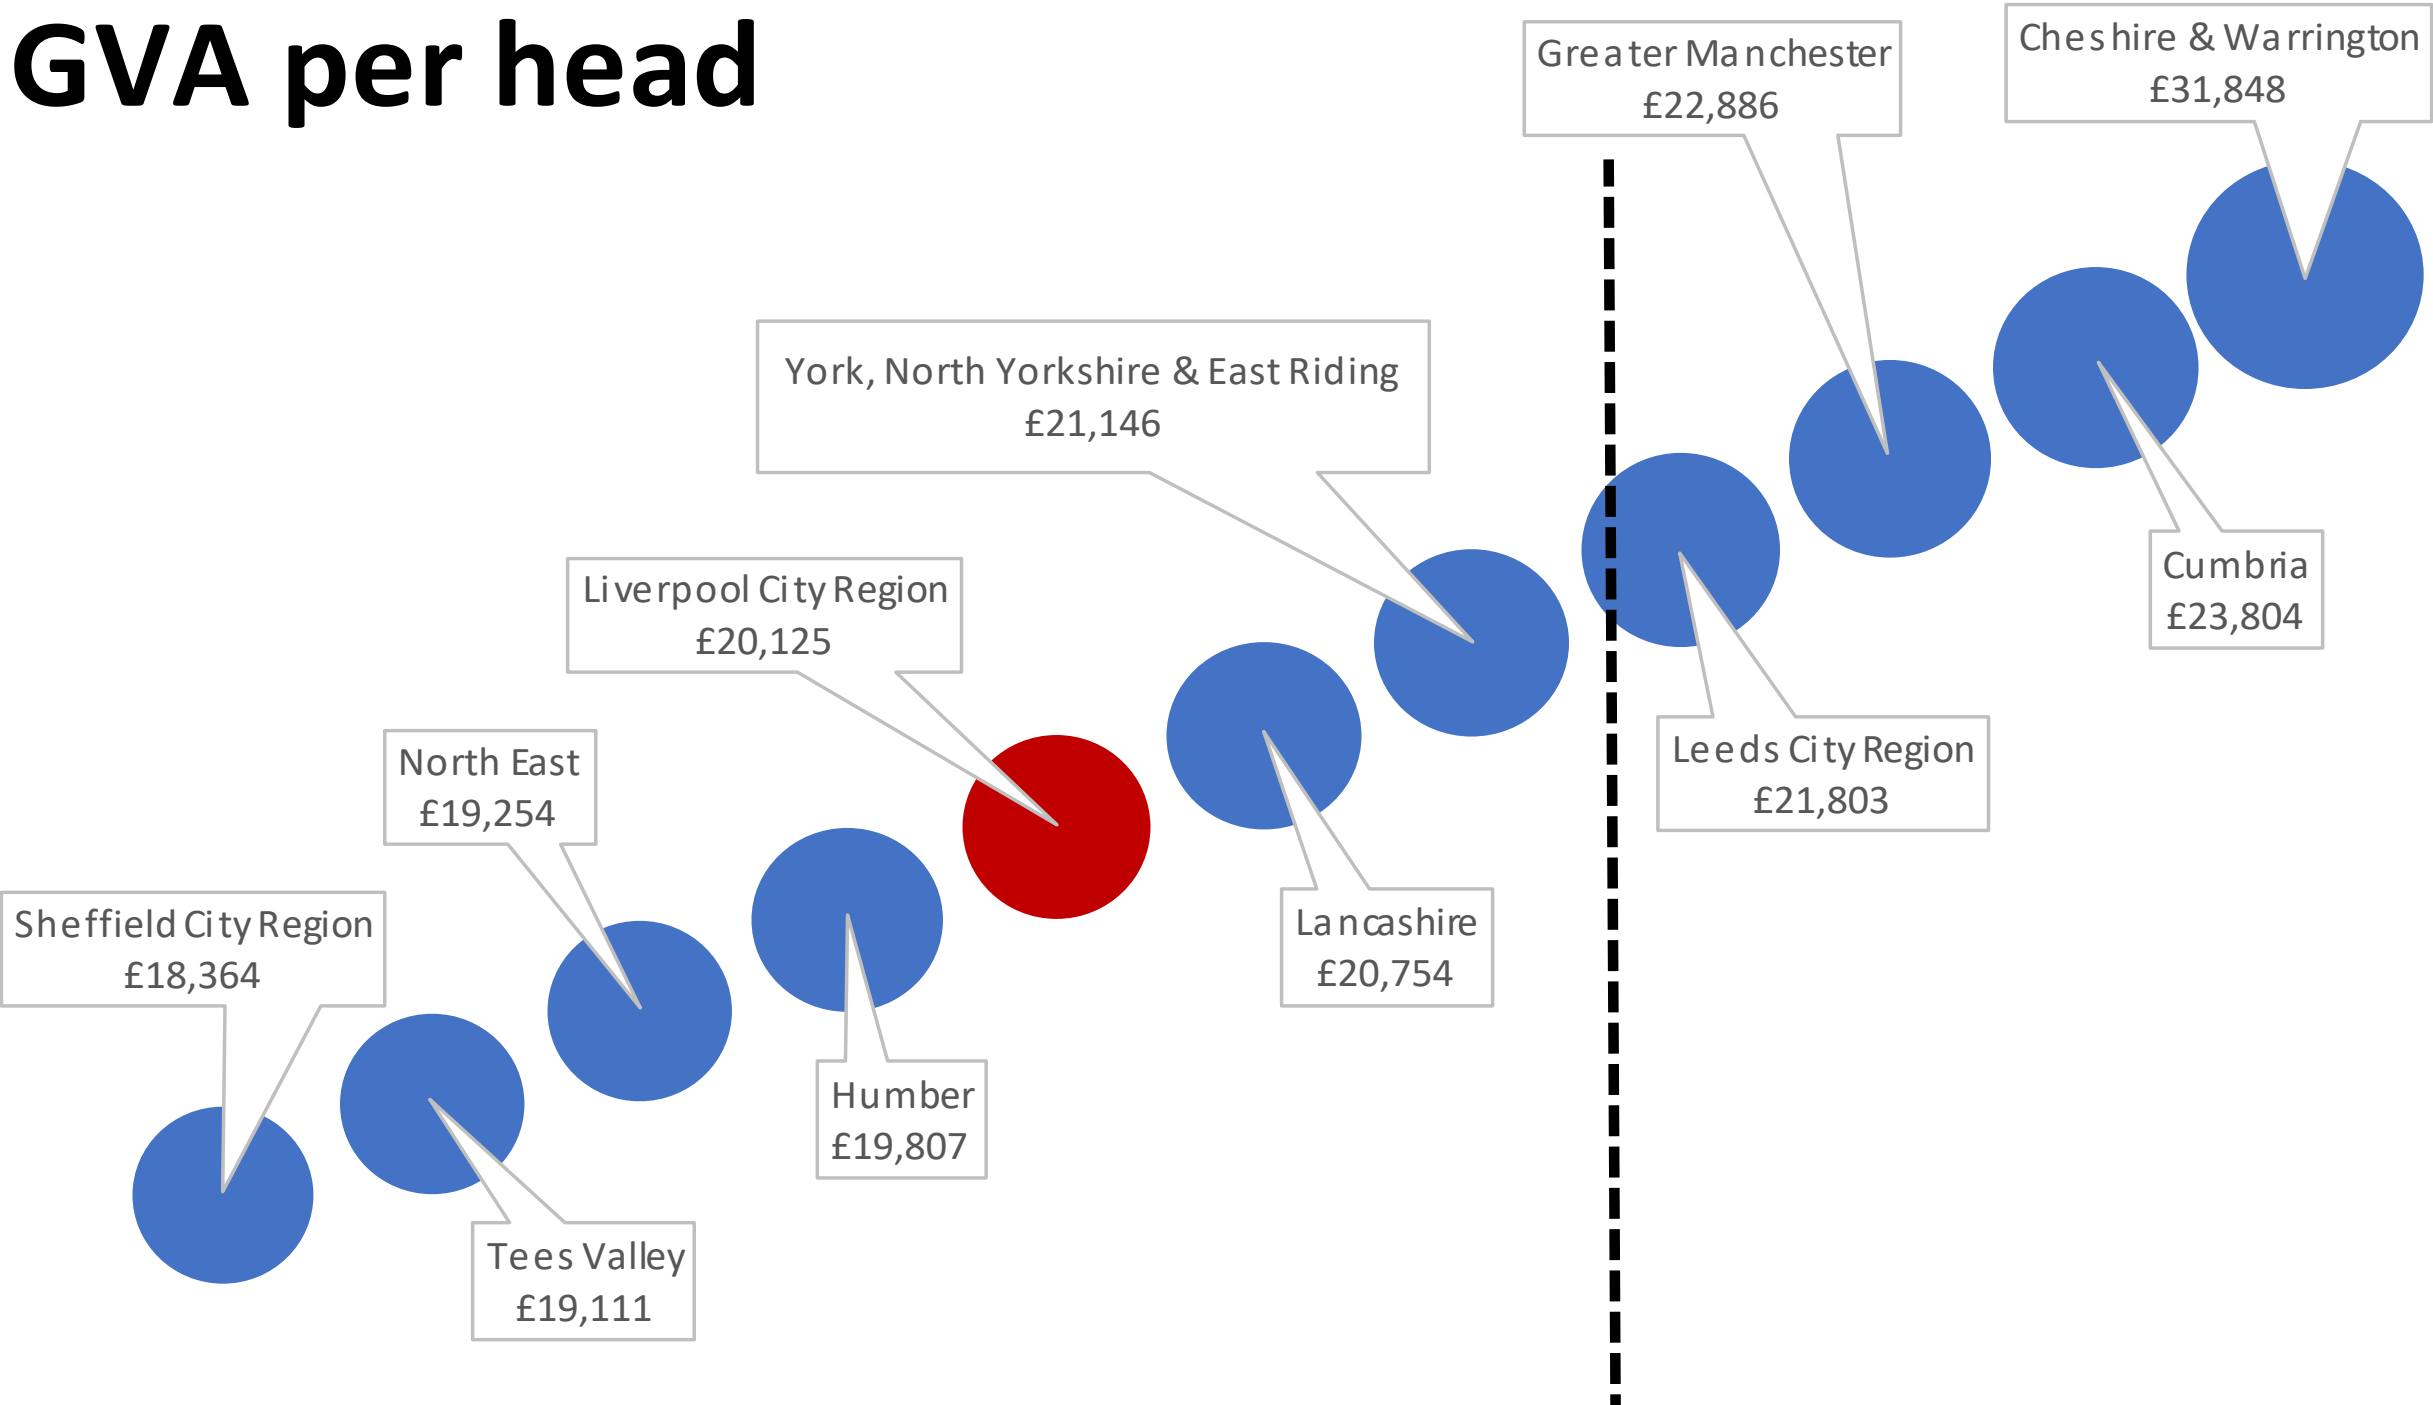 GVA per head
Greater Manchester
£22,886
Cheshire & Warrington
£31,848
York, North Yorkshire & East Riding
£21,146
Cumbria
£23,804
Liverpool City Region
£20,125
Leeds City Region
£21,803
North East
£19,254
Lancashire
£20,754
Sheffield City Region
£18,364
Humber
£19,807
Tees Valley
£19,111